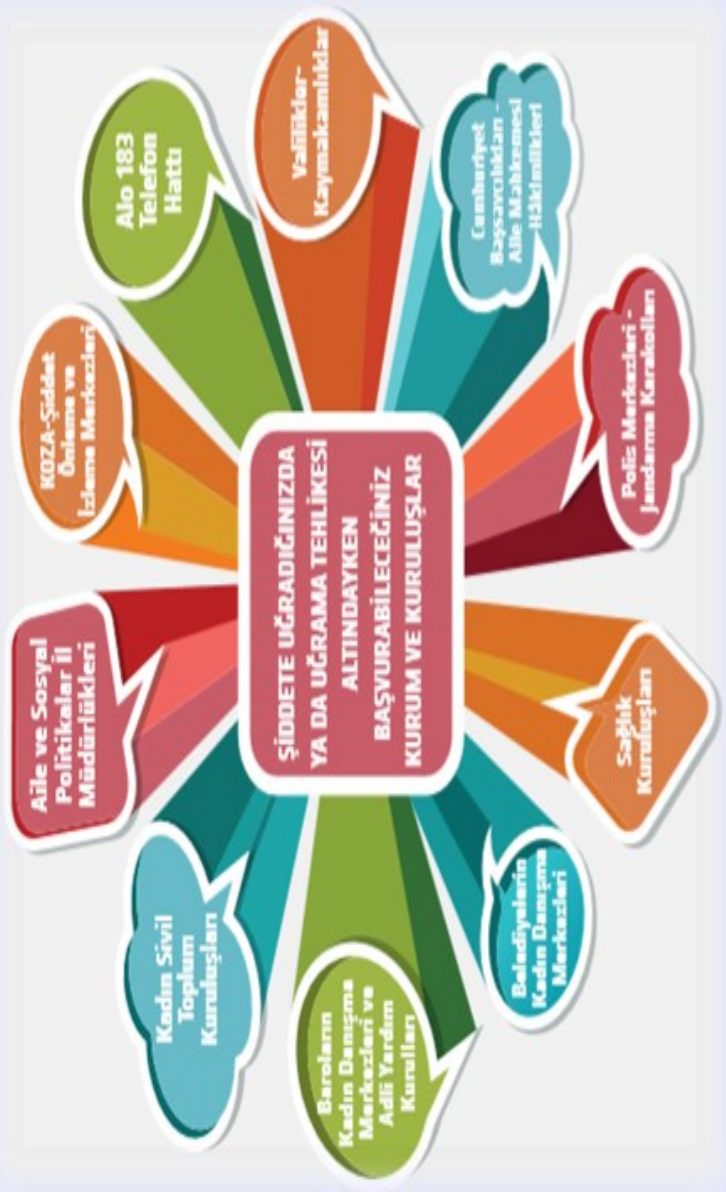 ŞİDDETE UĞRADIĞINIZDA
YA DA UĞRAMA TEHLİKESİ
ALTINDAYKEN
BAŞVURABİLECEĞİNİZ
KURUM VE KURULUŞLAR
Aile ve Sosyal
Politikalar İl
Müdürlükleri
KOZA-Şiddet
Önleme ve
İzleme Merkezleri
Alo 183
Telefon
Hattı
Valilikler-
Kaymakamlıklar
Cumhuriyet
Başsavcılıkları -
Aile Mahkemesi
Hâkimlikleri
Polis Merkezleri -
Jandarma Karakolları
Sağlık
Kuruluşları
Belediyelerin
Kadın Danışma
Merkezleri
Baroların
Kadın Danışma
Merkezleri ve
Adli Yardım
Kurulları
Kadın Sivil
Toplum
Kuruluşları